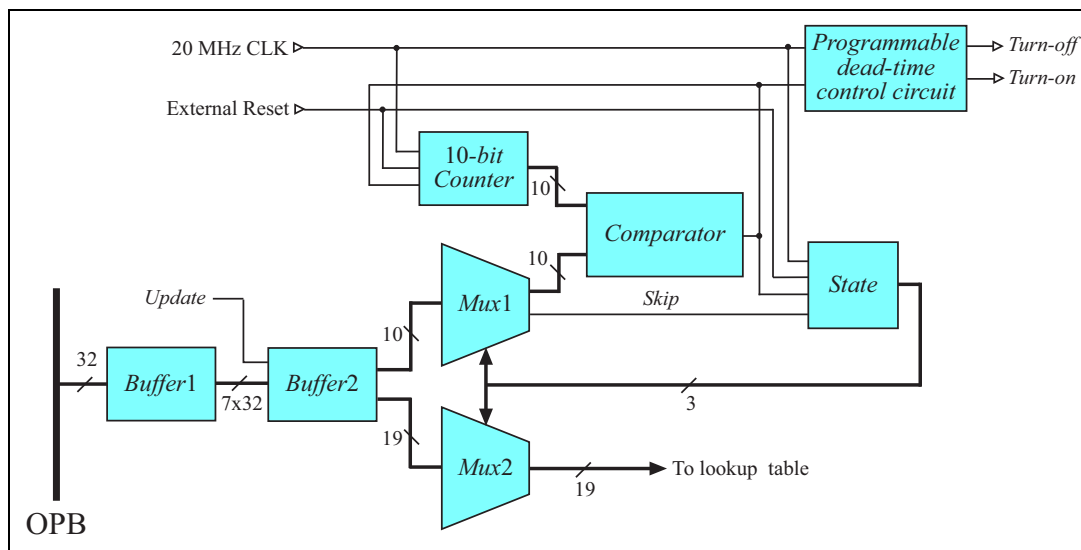 20 MHz CLK
Programmable
dead-time
control circuit
Turn-off
Turn-on
External Reset
10-bit
Counter
10
Comparator
10
Update
Mux1
Skip
State
10
32
Buffer1
7x32
Buffer2
3
19
Mux2
19
To lookup table
OPB